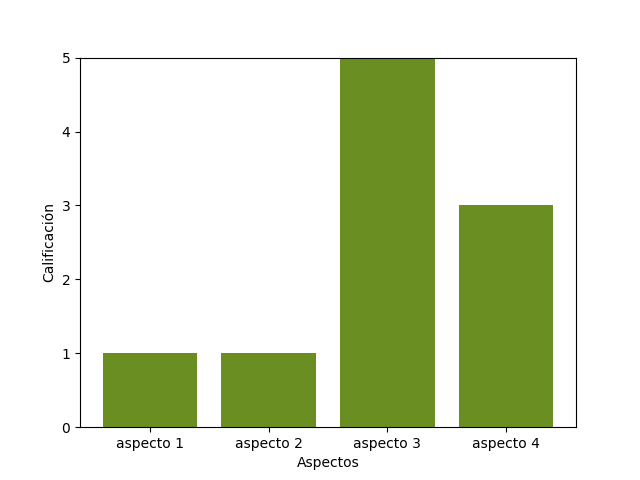 5
4
3
2
1
0
Calificación
aspecto 1
aspecto 2
aspecto 3
aspecto 4
Aspectos